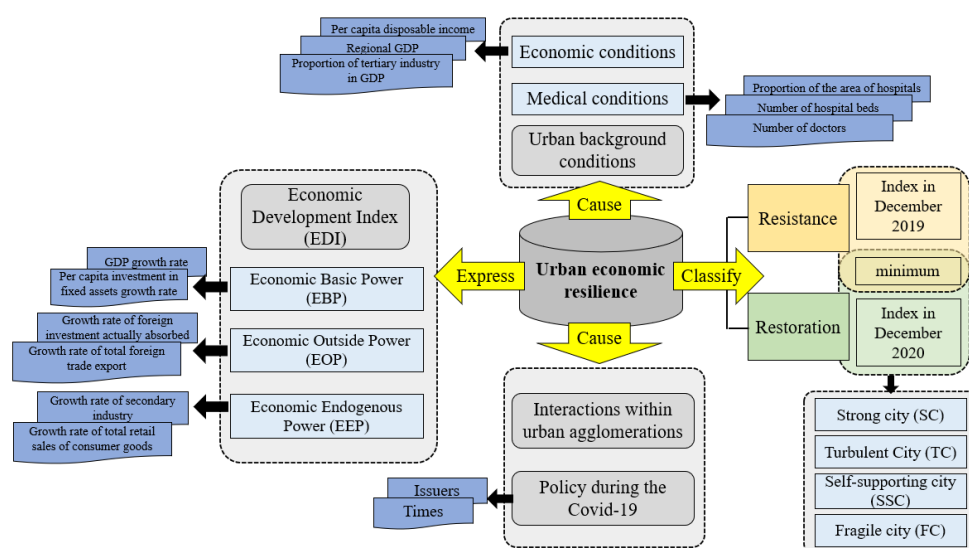 Per capita disposable income
Regional GDP
Proportion of tertiary industry
in GDP
Economic conditions
Medical conditions
Urban background
conditions
Proportion of the area of hospitals
Number of hospital beds
Number of doctors
Cause
Economic
Development Index
(EDI)
Economic Basic Power
(EBP)
Economic Outside Power
(EOP)
Economic Endogenous
Power (EEP)
GDP growth rate
Per capita investment in
fixed assets growth rate
Growth rate of foreign
investment actually absorbed
Growth rate of total foreign
trade export
Growth rate of secondary
industry
Growth rate of total retail
sales of consumer goods
Express
Urban economic
resilience
Classify
Resistance
Restoration
Index in
December
2019
minimum
Index in
December
2020
Cause
Interactions within
urban agglomerations
Policy during the
Covid-19
Issuers
Times
Strong city (SC)
Turbulent City (TC)
Self-supporting city
(SSC)
Fragile city (FC)